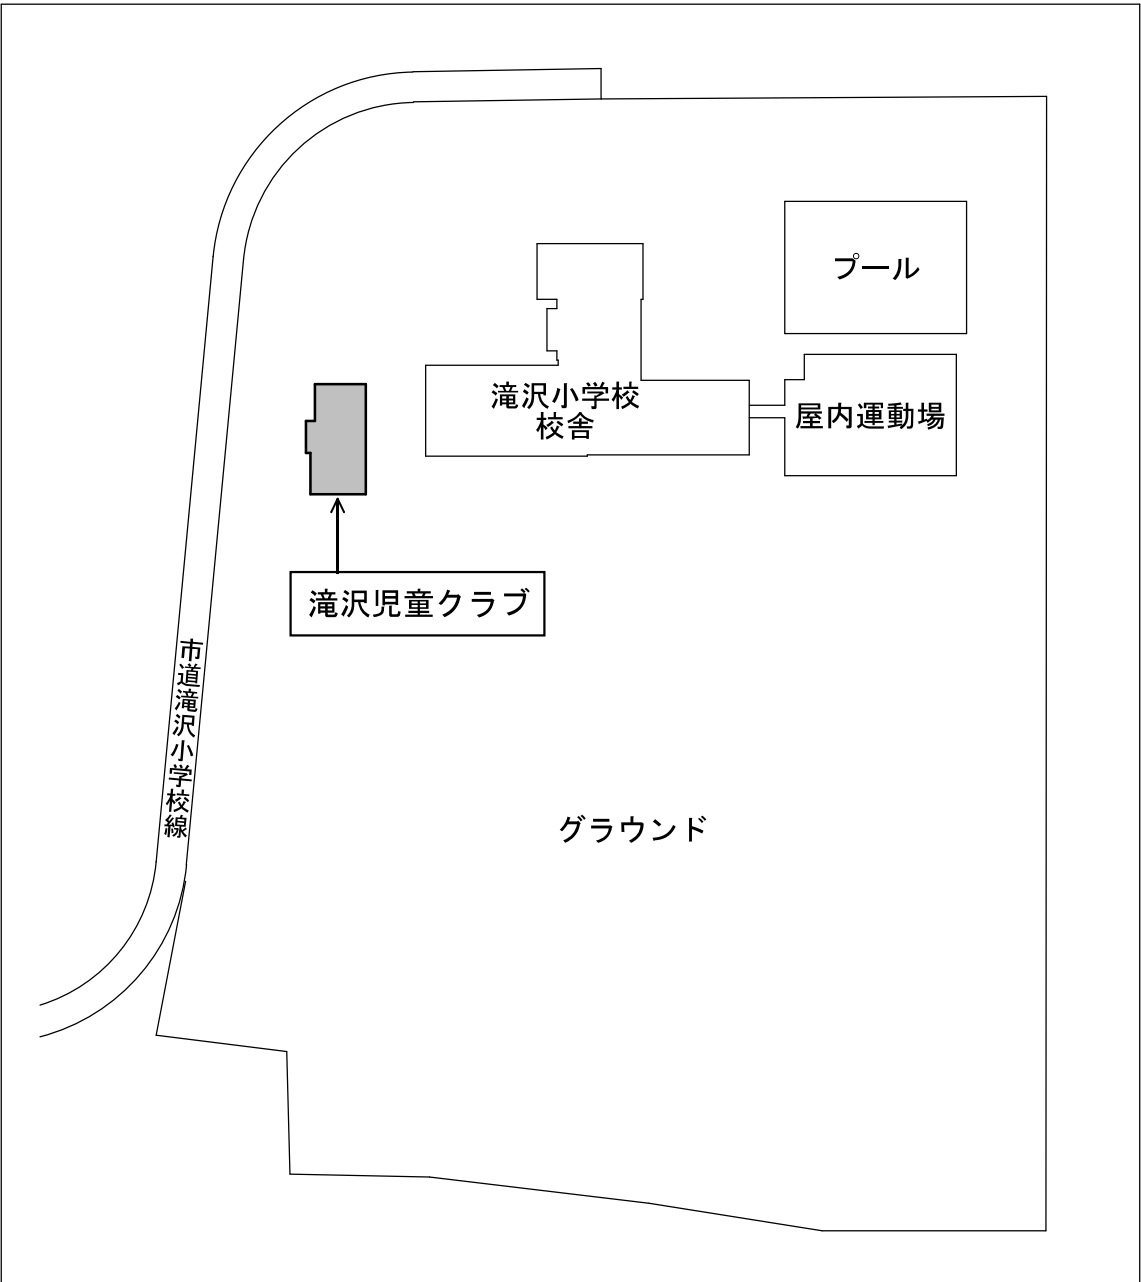 プール
滝沢小学校
校舎
屋内運動場
滝沢児童クラブ
市道滝沢小学校線
グラウンド